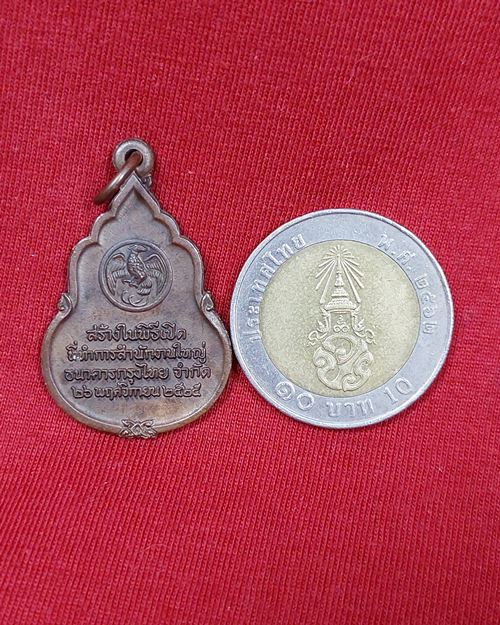 สร้างในพิธีเปิด
ที่ทำการสำนักงานใหญ่
ธนาคารกรุงไทย จำกัด
๒๖ พฤศจิกายน ๒๕๒๕
ประเทศไทย
พ.ศ. ๒๕๖๒
๑๐ บาท 10